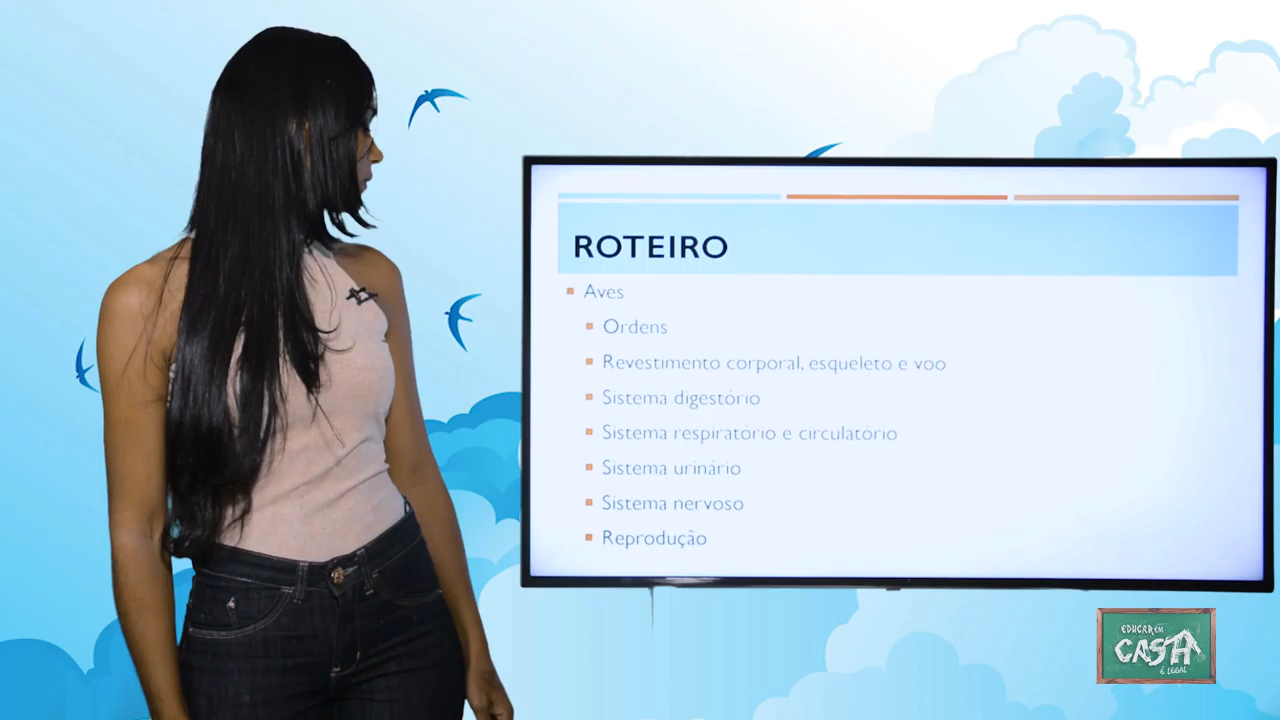 ROTEIRO
Aves
Ordens
Revestimento corporal, esqueleto e voo
Sistema digestório
Sistema respiratório e circulatório
Sistema urinário
Sistema nervoso
Reprodução
EDUCAR EM
CASA
É LEGAL